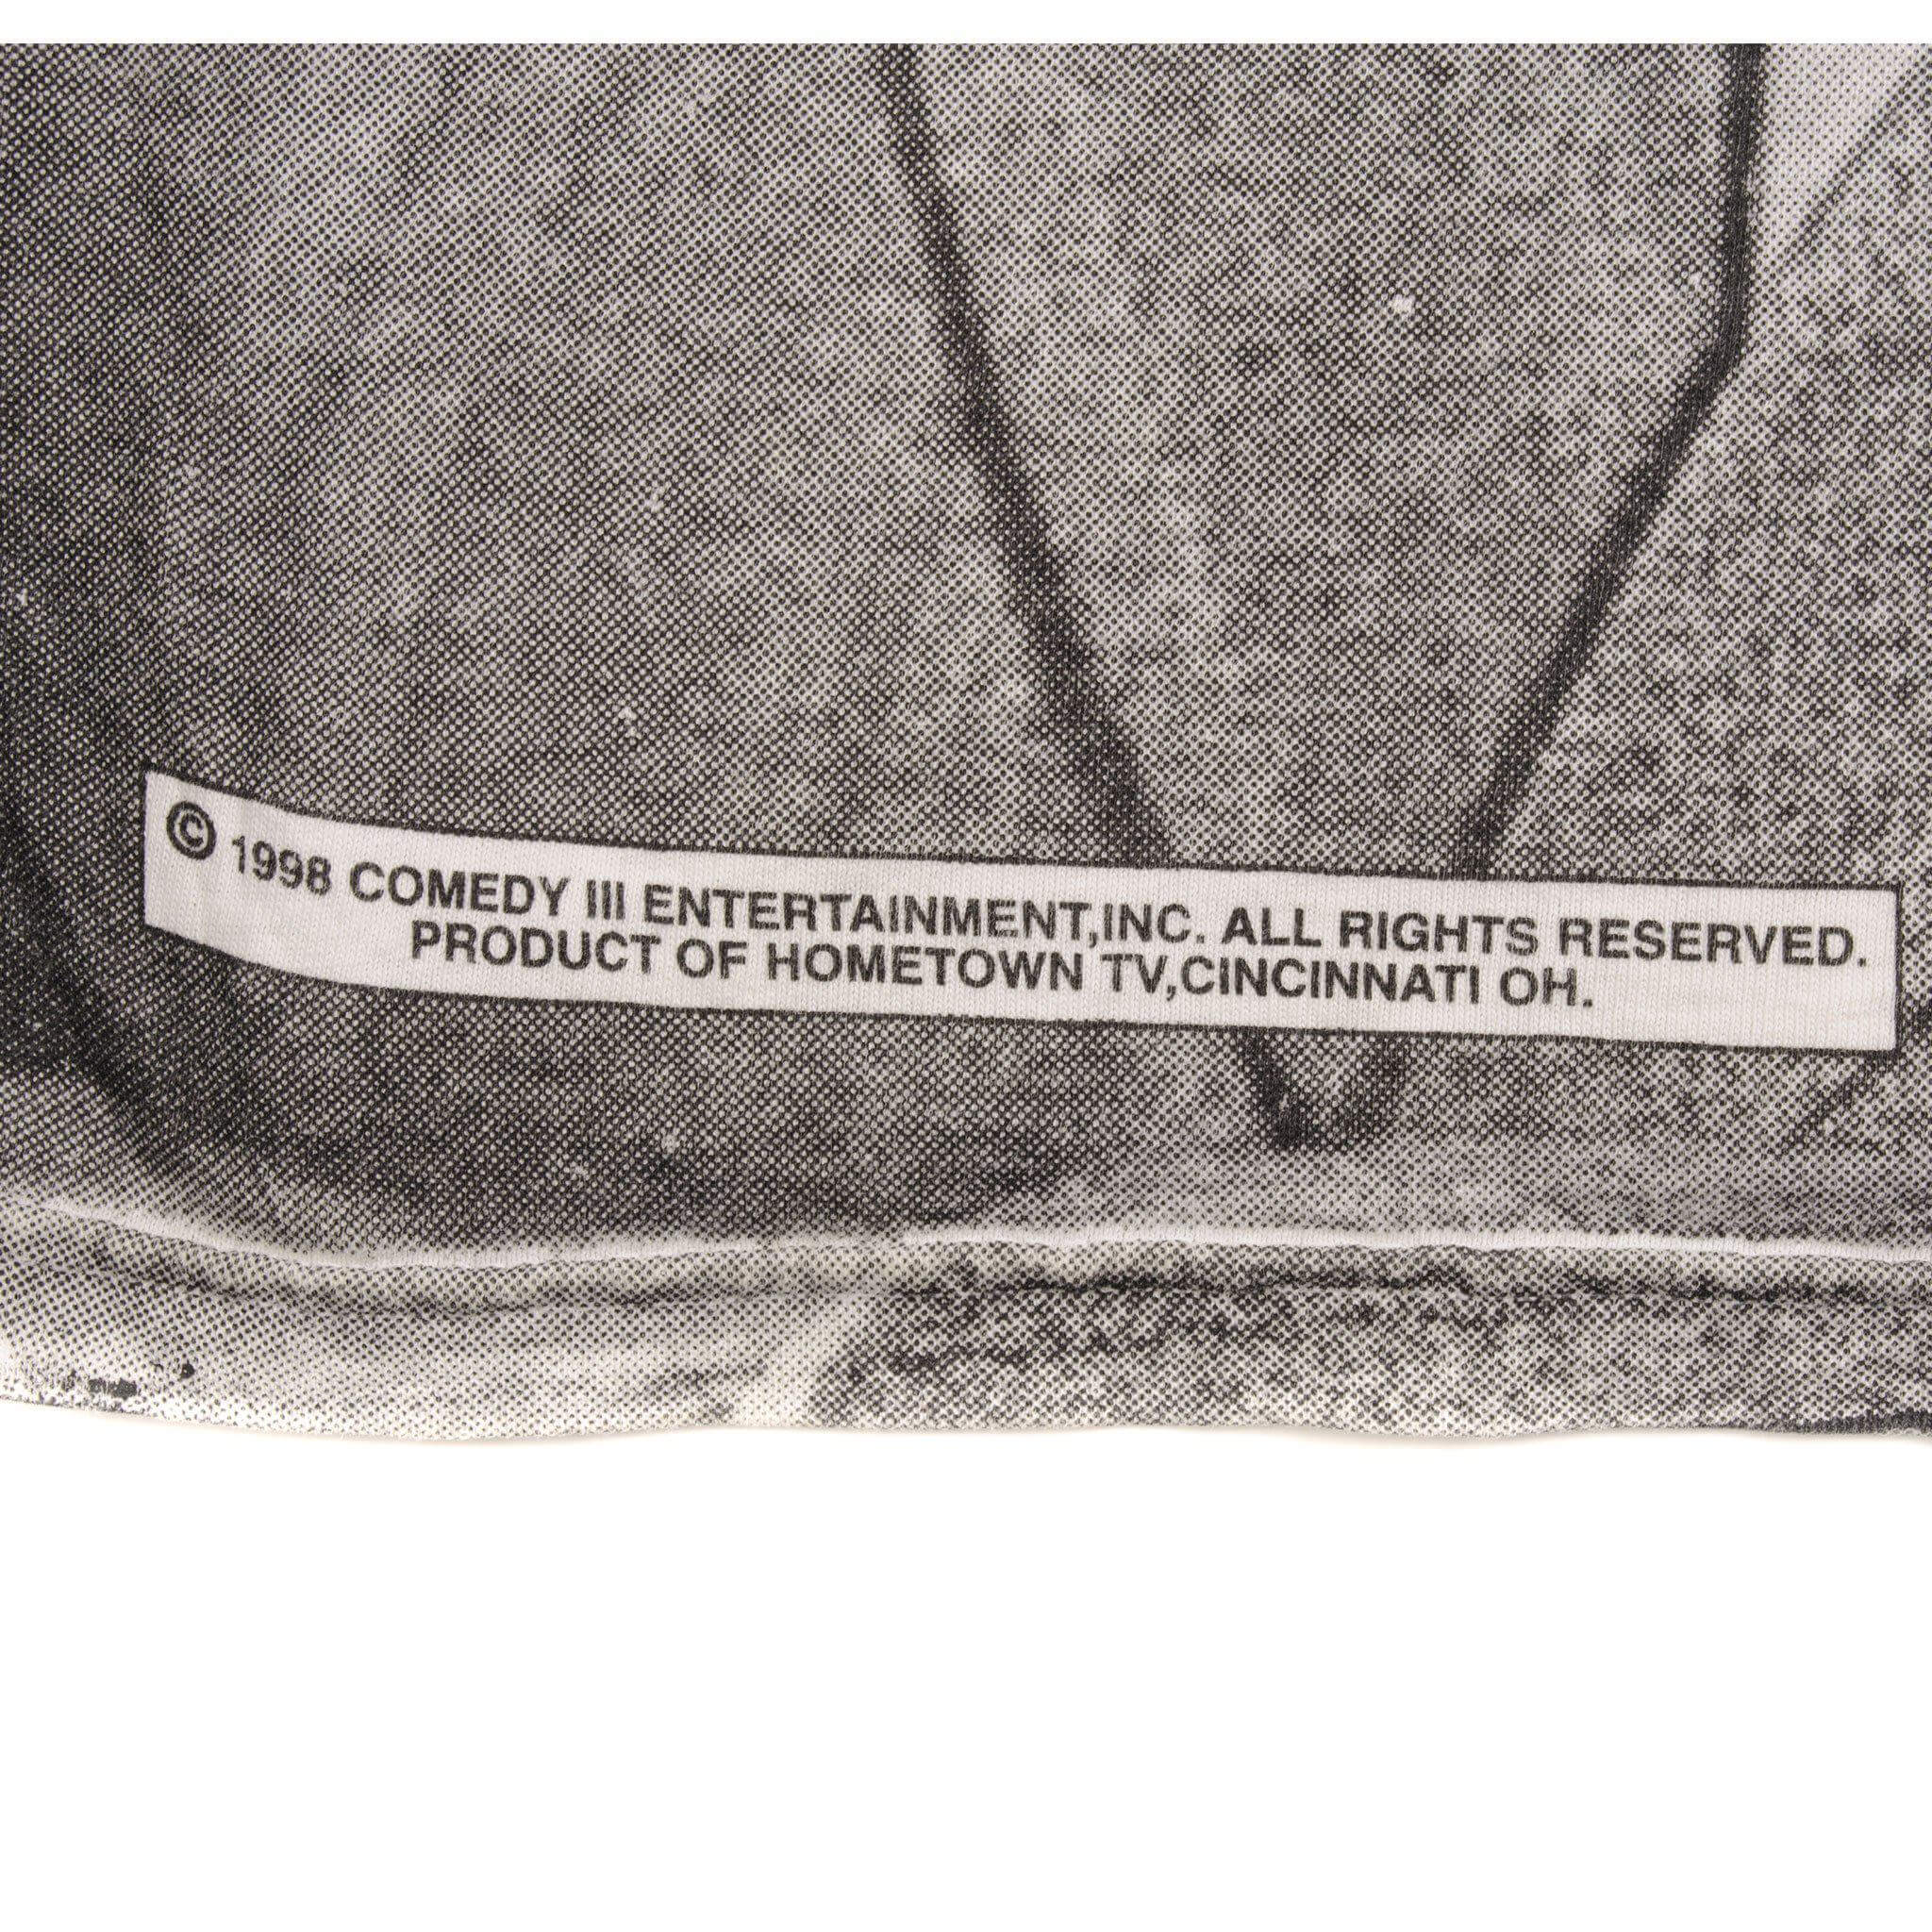 © 1998 COMEDY III ENTERTAINMENT,INC. ALL RIGHTS RESERVED.
PRODUCT OF HOMETOWN TV,CINCINNATI OH.